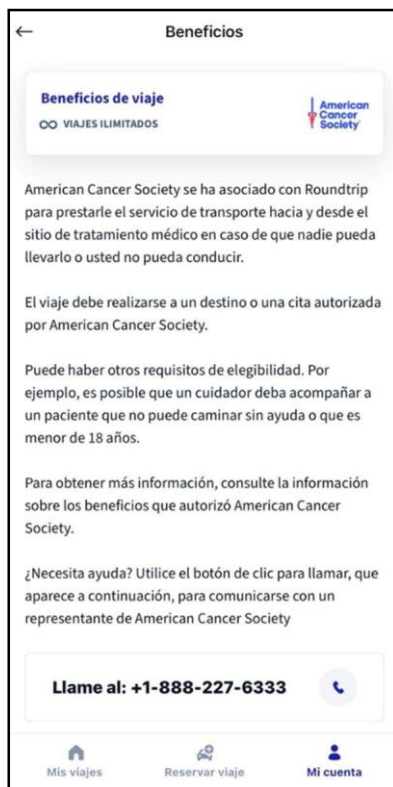 Beneficios
Beneficios de viaje
VIAJES ILIMITADOS
American
Cancer
Society
American Cancer Society se ha asociado con Roundtrip
para prestarle el servicio de transporte hacia y desde el
sitio de tratamiento médico en caso de que nadie pueda
llevarlo o usted no pueda conducir.
El viaje debe realizarse a un destino o una cita autorizada
por American Cancer Society.
Puede haber otros requisitos de elegibilidad. Por
ejemplo, es posible que un cuidador deba acompañar a
un paciente que no puede caminar sin ayuda o que es
menor de 18 años.
Para obtener más información, consulte la información
sobre los beneficios que autorizó American Cancer
Society.
¿Necesita ayuda? Utilice el botón de clic para llamar, que
aparece a continuación, para comunicarse con un
representante de American Cancer Society
Llame al: +1-888-227-6333
Mis viajes
Reservar viaje
Mi cuenta